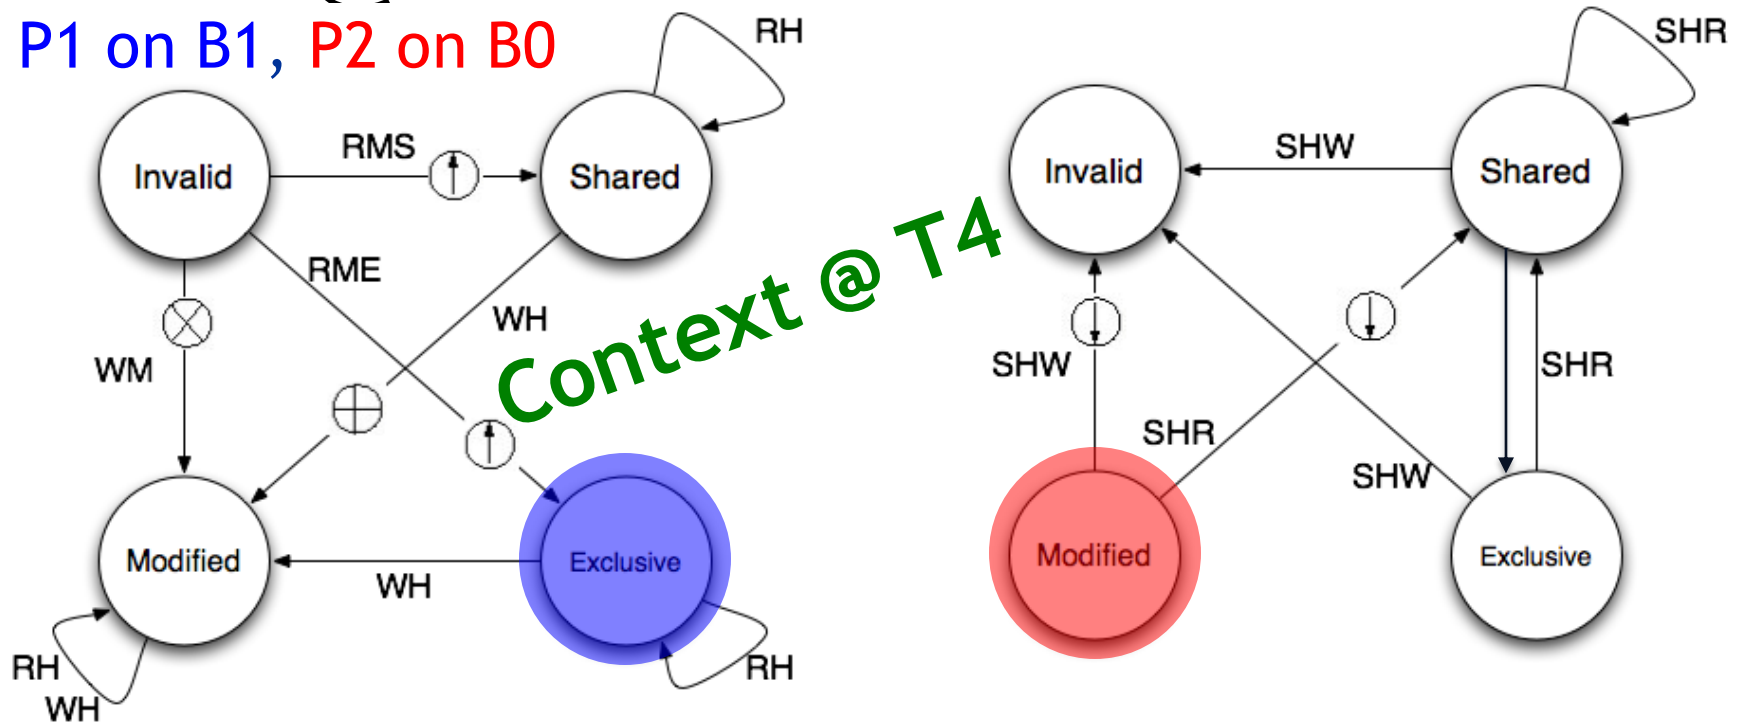 P1 on B1, P2 on B0
RH
SHR
RMS
SHW
Invalid
Shared
Invalid
Shared
RME
WH
Context @ T4
WM
SHW
SHR
SHR
SHW
Modified
Exclusive
Modified
Exclusive
WH
RH
WH
RH